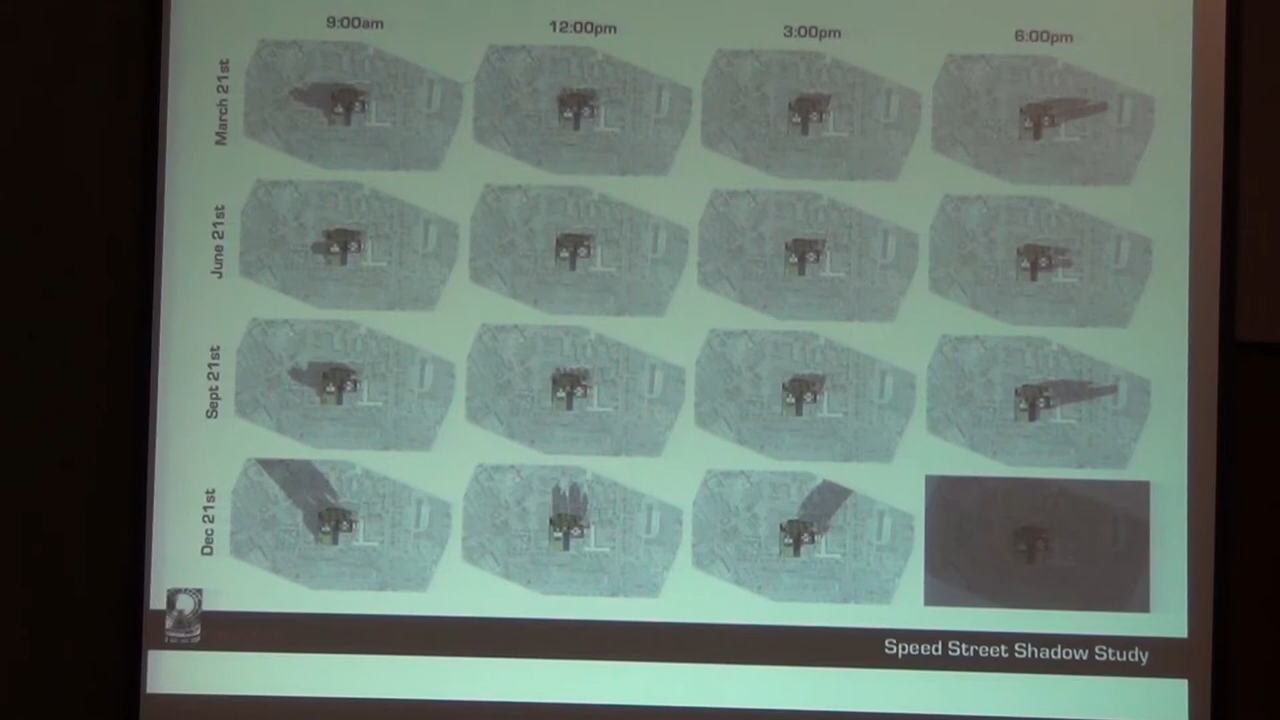 9:00am
12:00pm
3:00pm
6:00pm
March 21st
June 21st
Sept 21st
Dec 21st
Speed Street Shadow Study